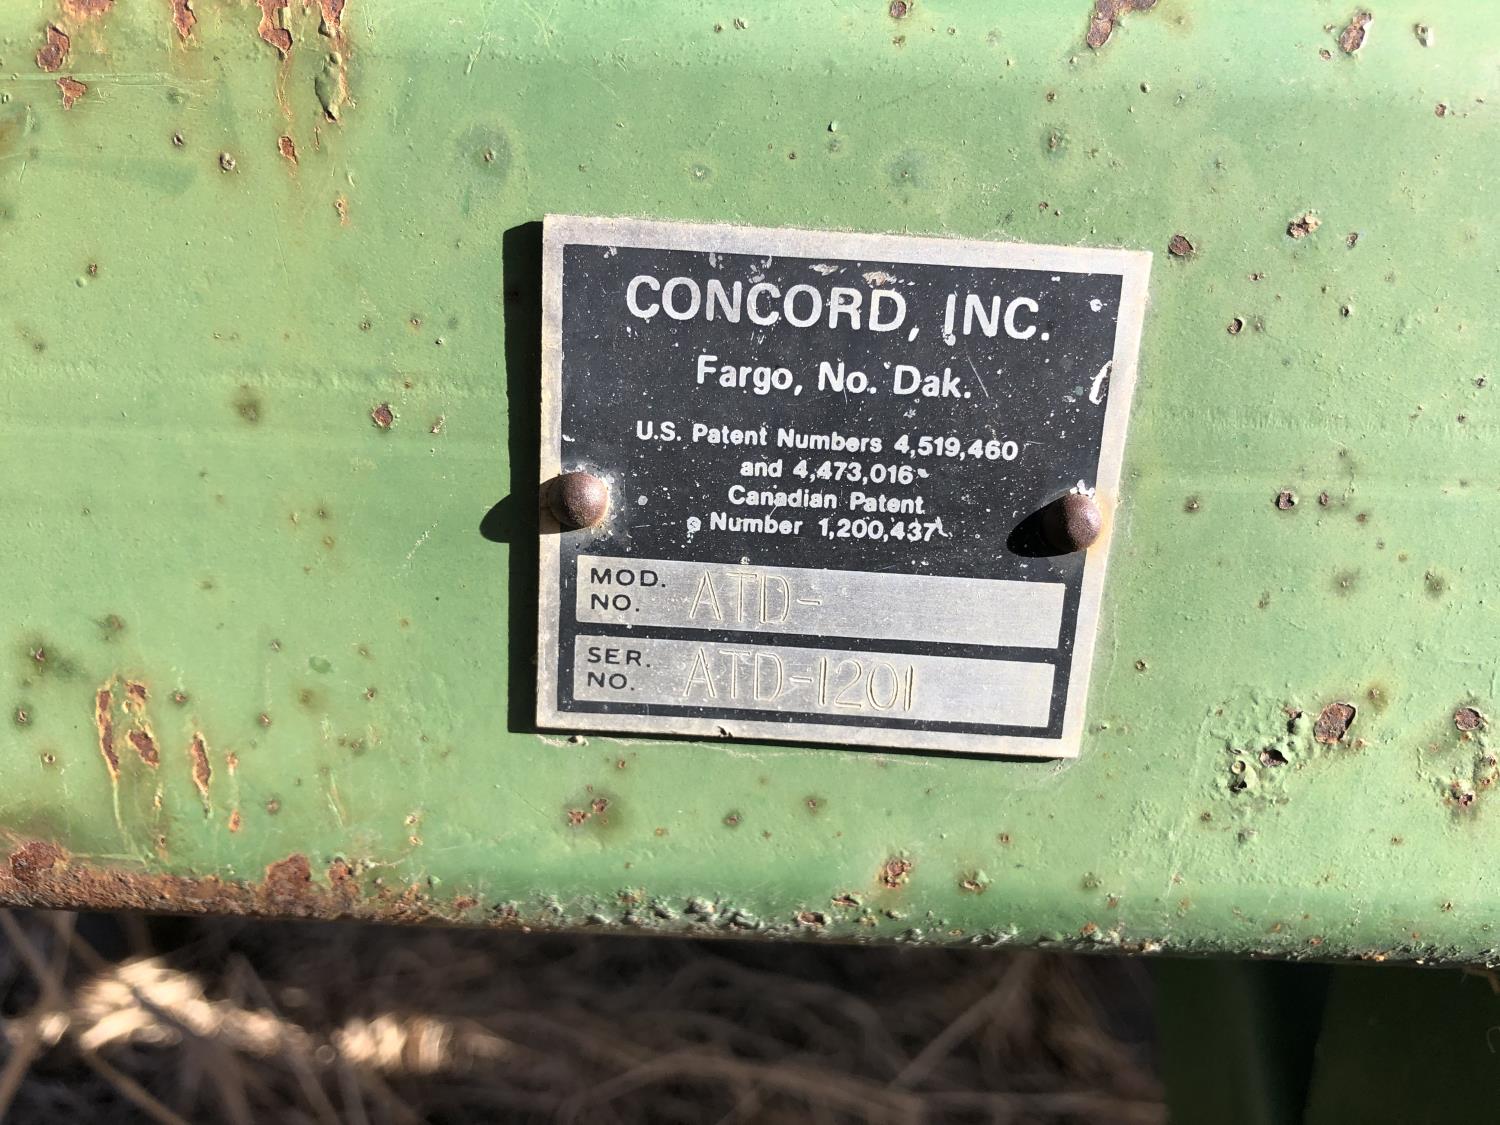 CONCORD, INC.
Fargo, No. Dak.
U.S. Patent Numbers 4,519,460
and 4,473,016
Canadian Patent
Number 1,200,437
MOD.
NO. ATD-
SER.
NO. ATD-1201